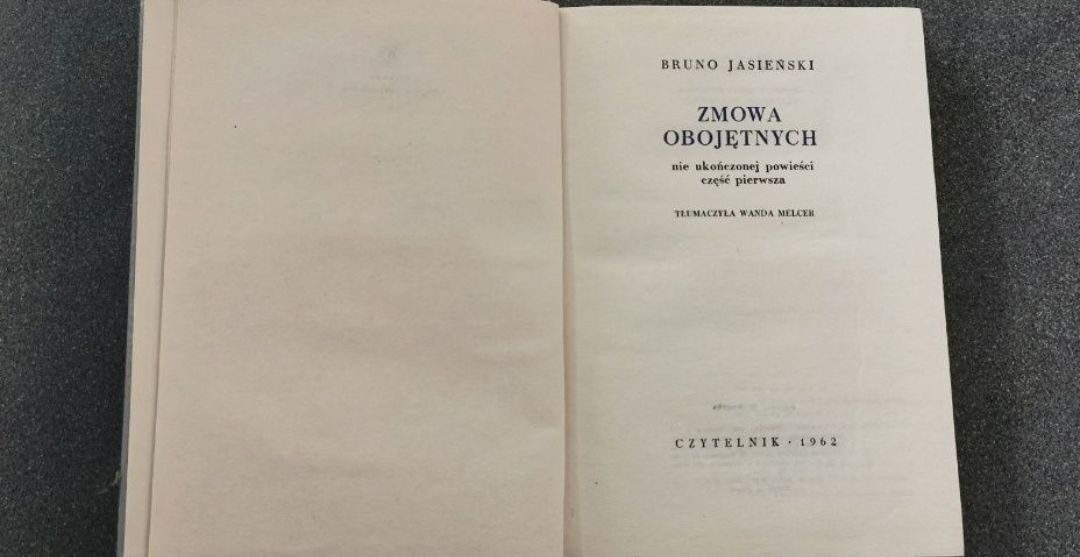 BRUNO JASIEŃSKI
ZMOWA
OBOJĘTNYCH
nie ukończonej powieści
część pierwsza
TŁUMACZYŁA WANDA MELCER
CZYTELNIK · 1962